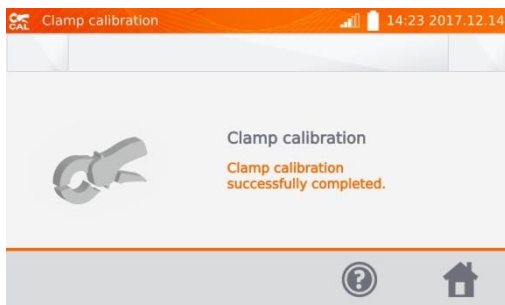 CAL Clamp calibration 14:23 2017.12.14
Clamp calibration
Clamp calibration
successfully completed.
?